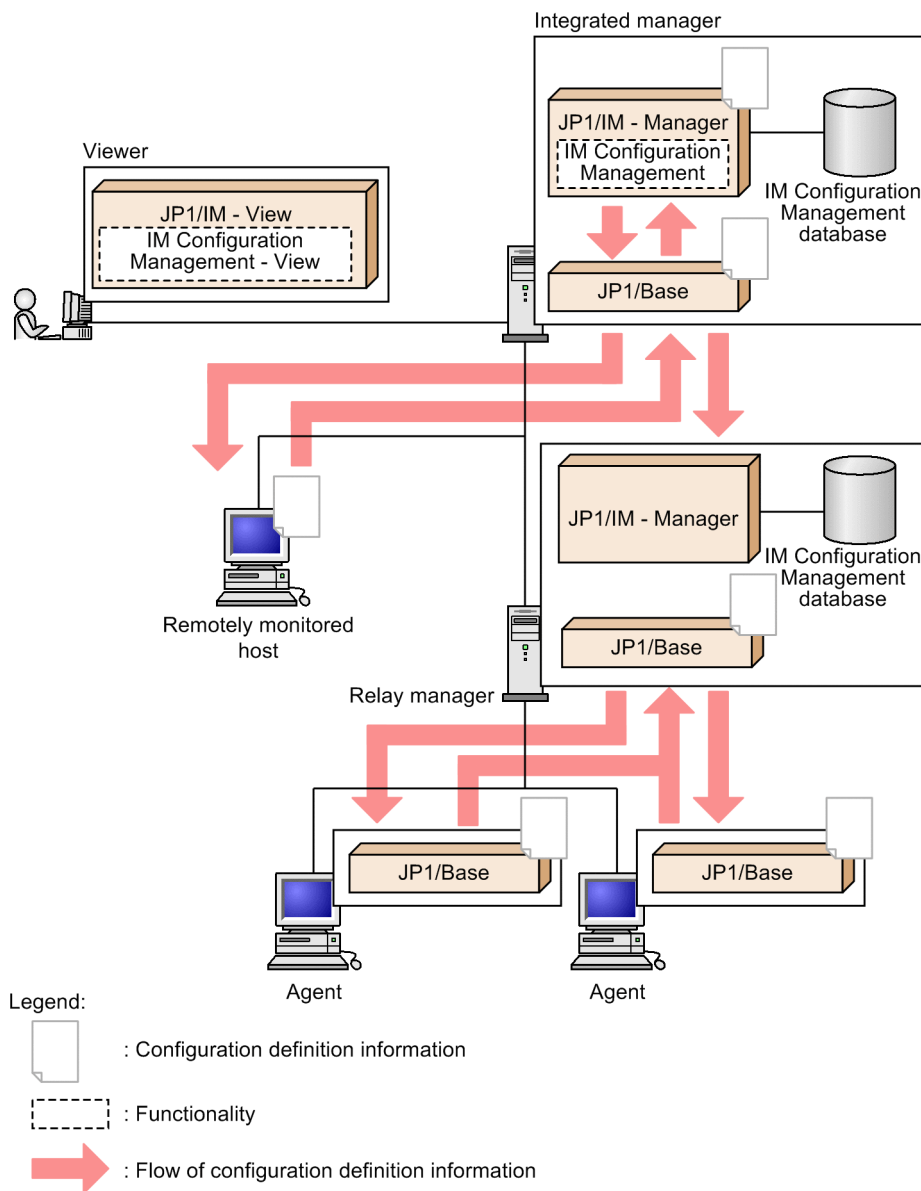 Integrated manager
JP1/IM - Manager
IM Configuration
Management
IM Configuration
Management
database
JP1/Base
Viewer
JP1/IM - View
IM Configuration
Management - View
JP1/IM - Manager
IM Configuration
Management
database
JP1/Base
Remotely monitored
host
Relay manager
JP1/Base
JP1/Base
Agent
Agent
Legend:
: Configuration definition information
: Functionality
: Flow of configuration definition information